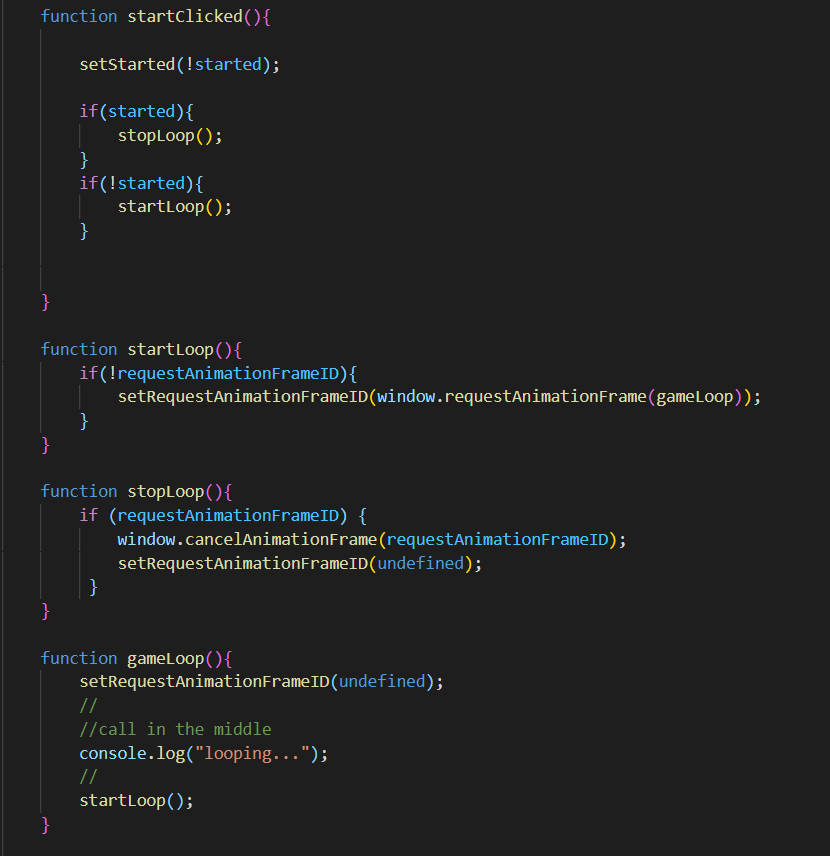 function startClicked(){
setStarted(!started);
if(started){
stopLoop();
}
if(!started){
startLoop();
}
}
function startLoop(){
if(!requestAnimationFrameID){
setRequestAnimationFrameID(window.requestAnimationFrame(gameLoop));
}
}
function stopLoop(){
if (requestAnimationFrameID) {
window.cancelAnimationFrame(requestAnimationFrameID);
setRequestAnimationFrameID(undefined);
}
}
function gameLoop(){
setRequestAnimationFrameID(undefined);
//
//call in the middle
console.log("looping...");
//
startLoop();
}